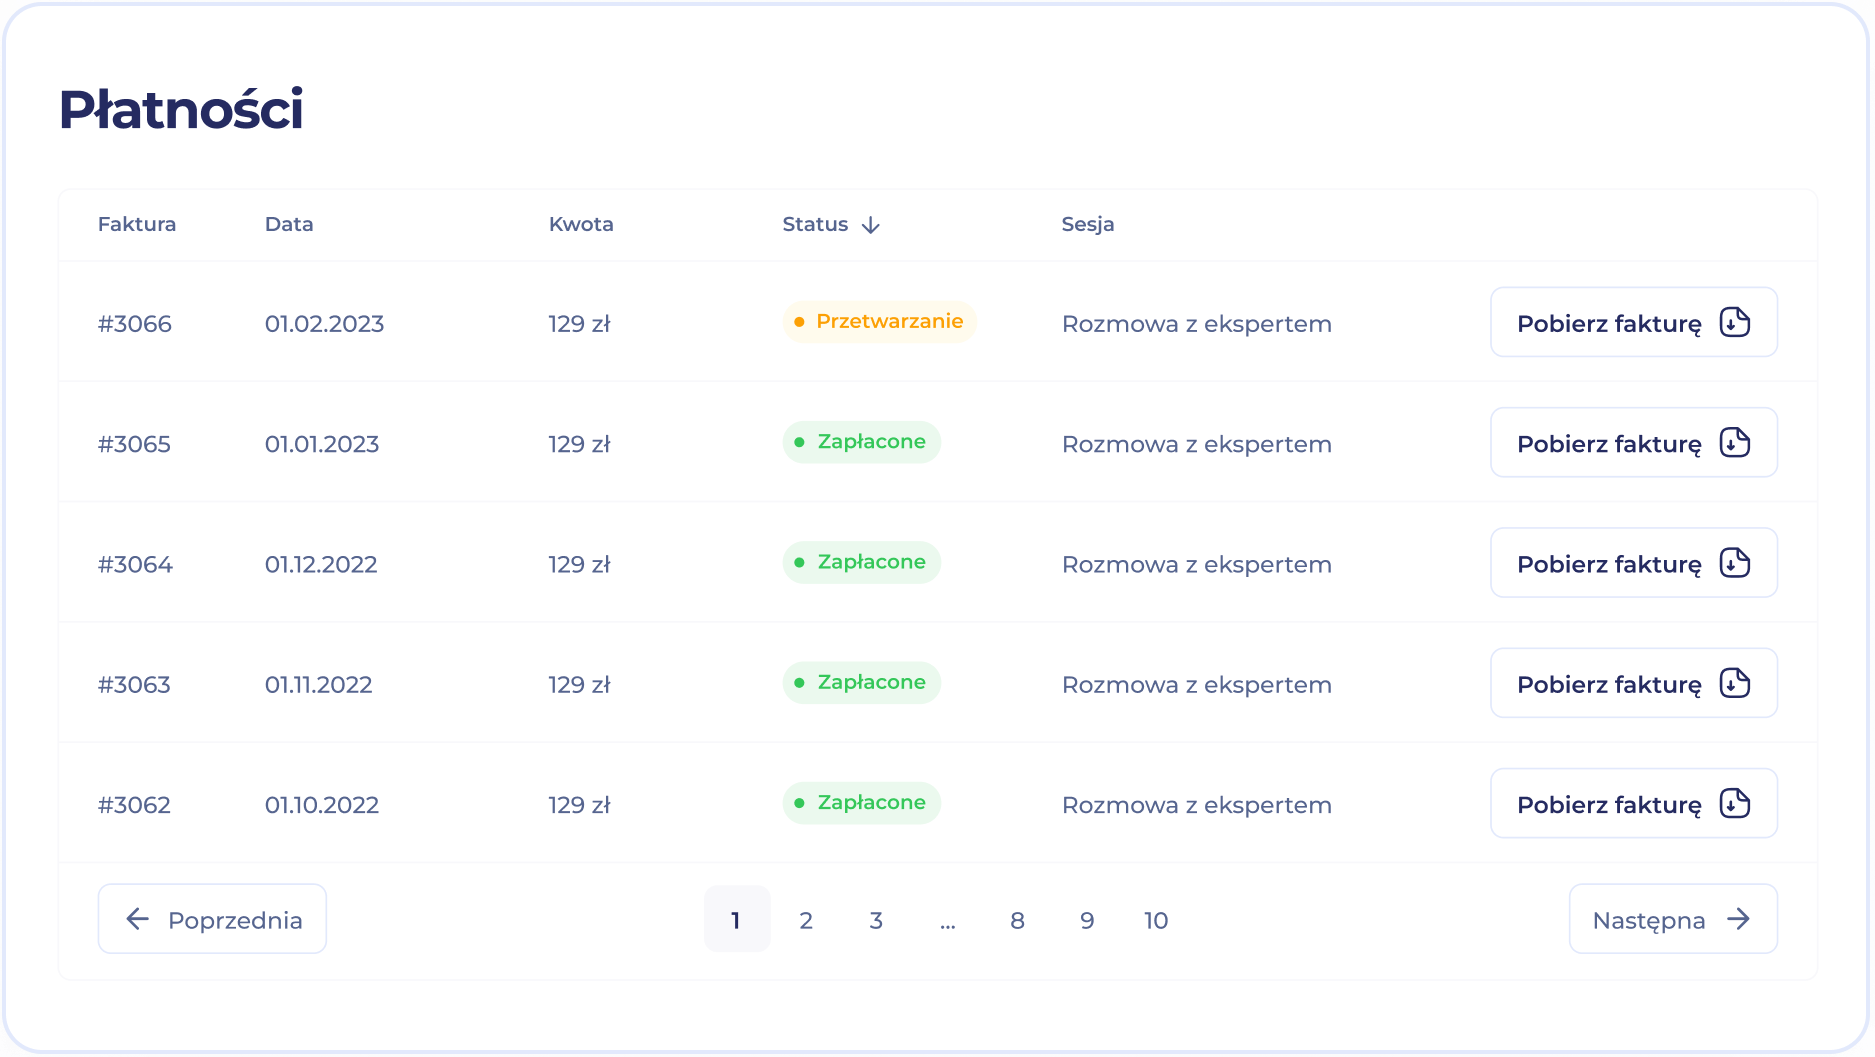 Płatności
Faktura Data Kwota Status Sesja
#3066 01.02.2023 129 zł Przetwarzanie Rozmowa z ekspertem Pobierz fakturę
#3065 01.01.2023 129 zł Zapłacone Rozmowa z ekspertem Pobierz fakturę
#3064 01.12.2022 129 zł Zapłacone Rozmowa z ekspertem Pobierz fakturę
#3063 01.11.2022 129 zł Zapłacone Rozmowa z ekspertem Pobierz fakturę
#3062 01.10.2022 129 zł Zapłacone Rozmowa z ekspertem Pobierz fakturę
Poprzednia 1 2 3 ... 8 9 10 Następna